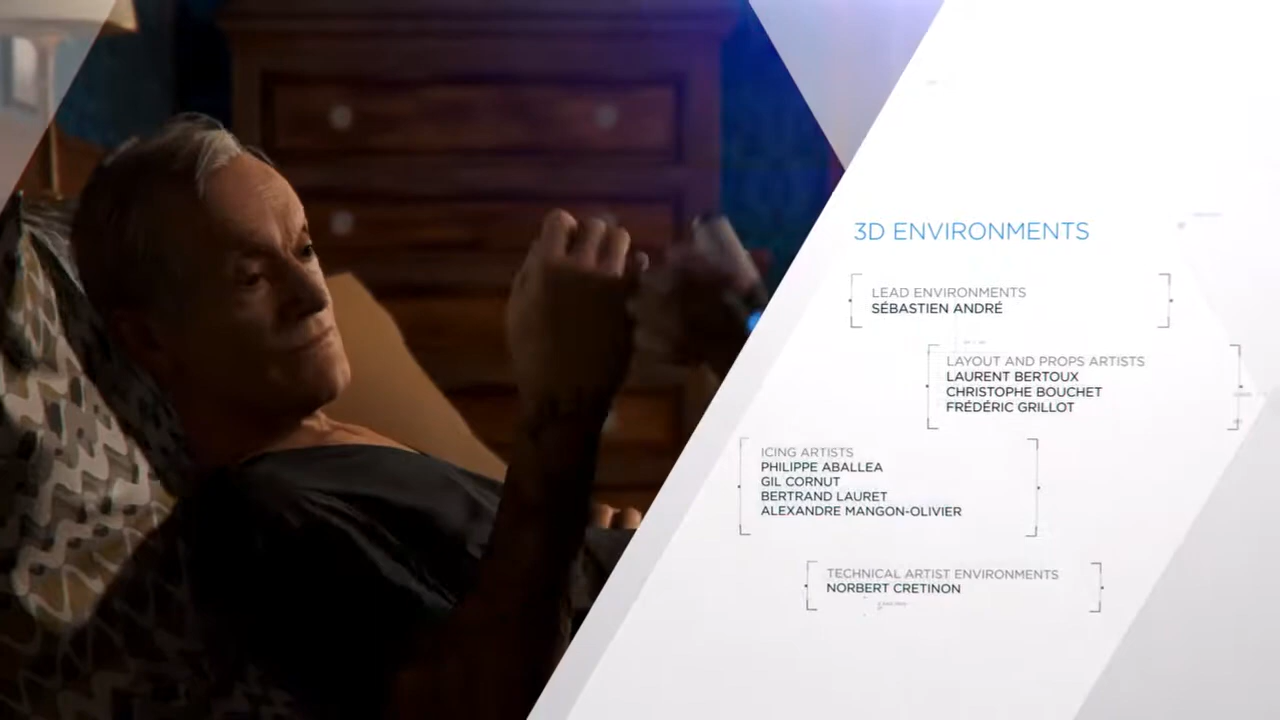 3D ENVIRONMENTS
LEAD ENVIRONMENTS
SÉBASTIEN ANDRÉ
LAYOUT AND PROPS ARTISTS
LAURENT BERTOUX
CHRISTOPHE BOUCHET
FRÉDÉRIC GRILLOT
ICING ARTISTS
PHILIPPE ABALLEA
GIL CORNUT
BERTRAND LAURET
ALEXANDRE MANGON-OLIVIER
TECHNICAL ARTIST ENVIRONMENTS
NORBERT CRETINON